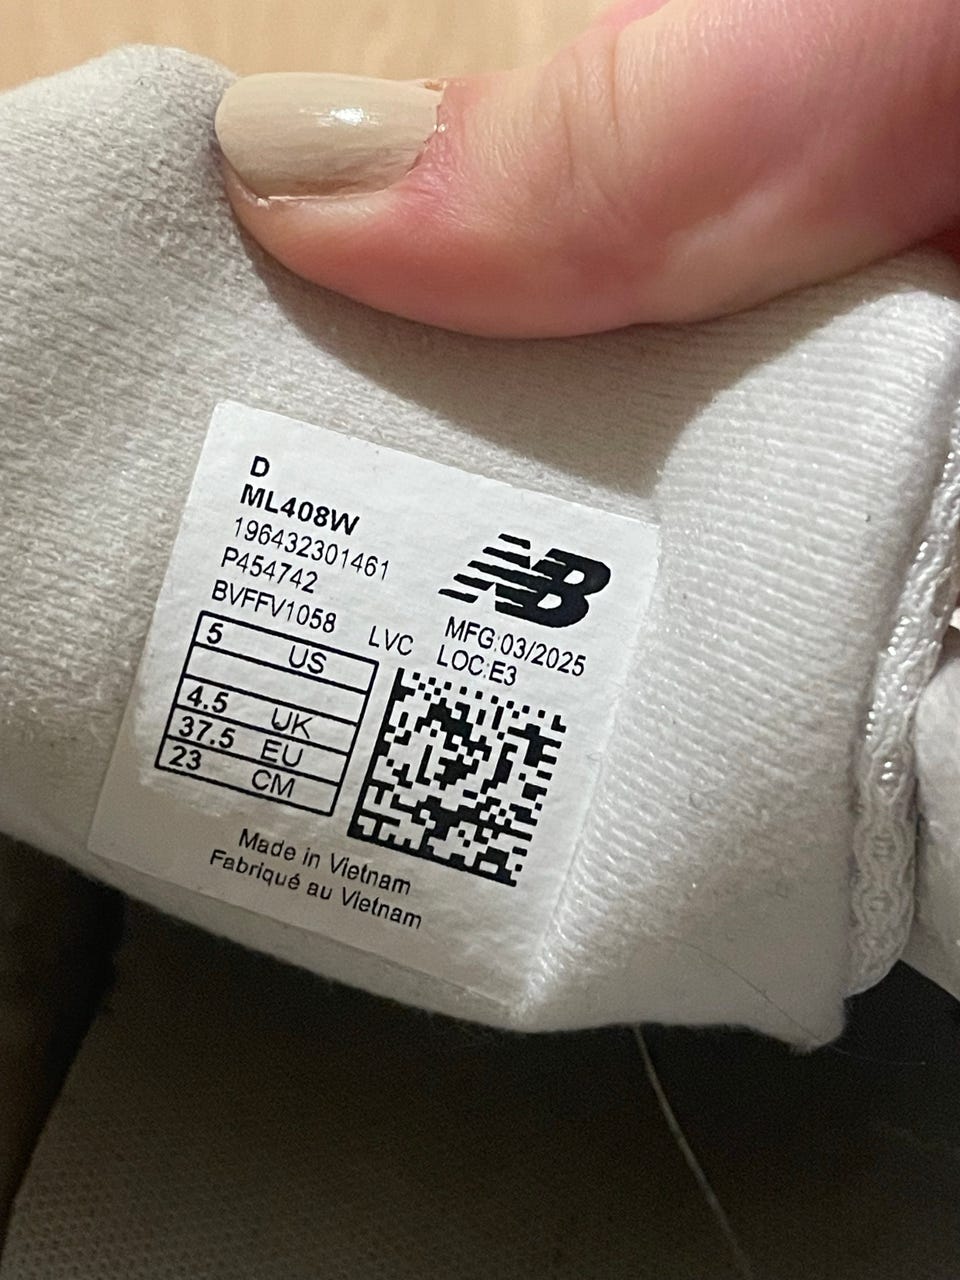 D
ML408W
196432301461
P454742
BVFFV1058
LVC
NB
MFG:03/2025
LOC:E3
5 US
4.5 UK
37.5 EU
23 CM
Made in Vietnam
Fabriqué au Vietnam